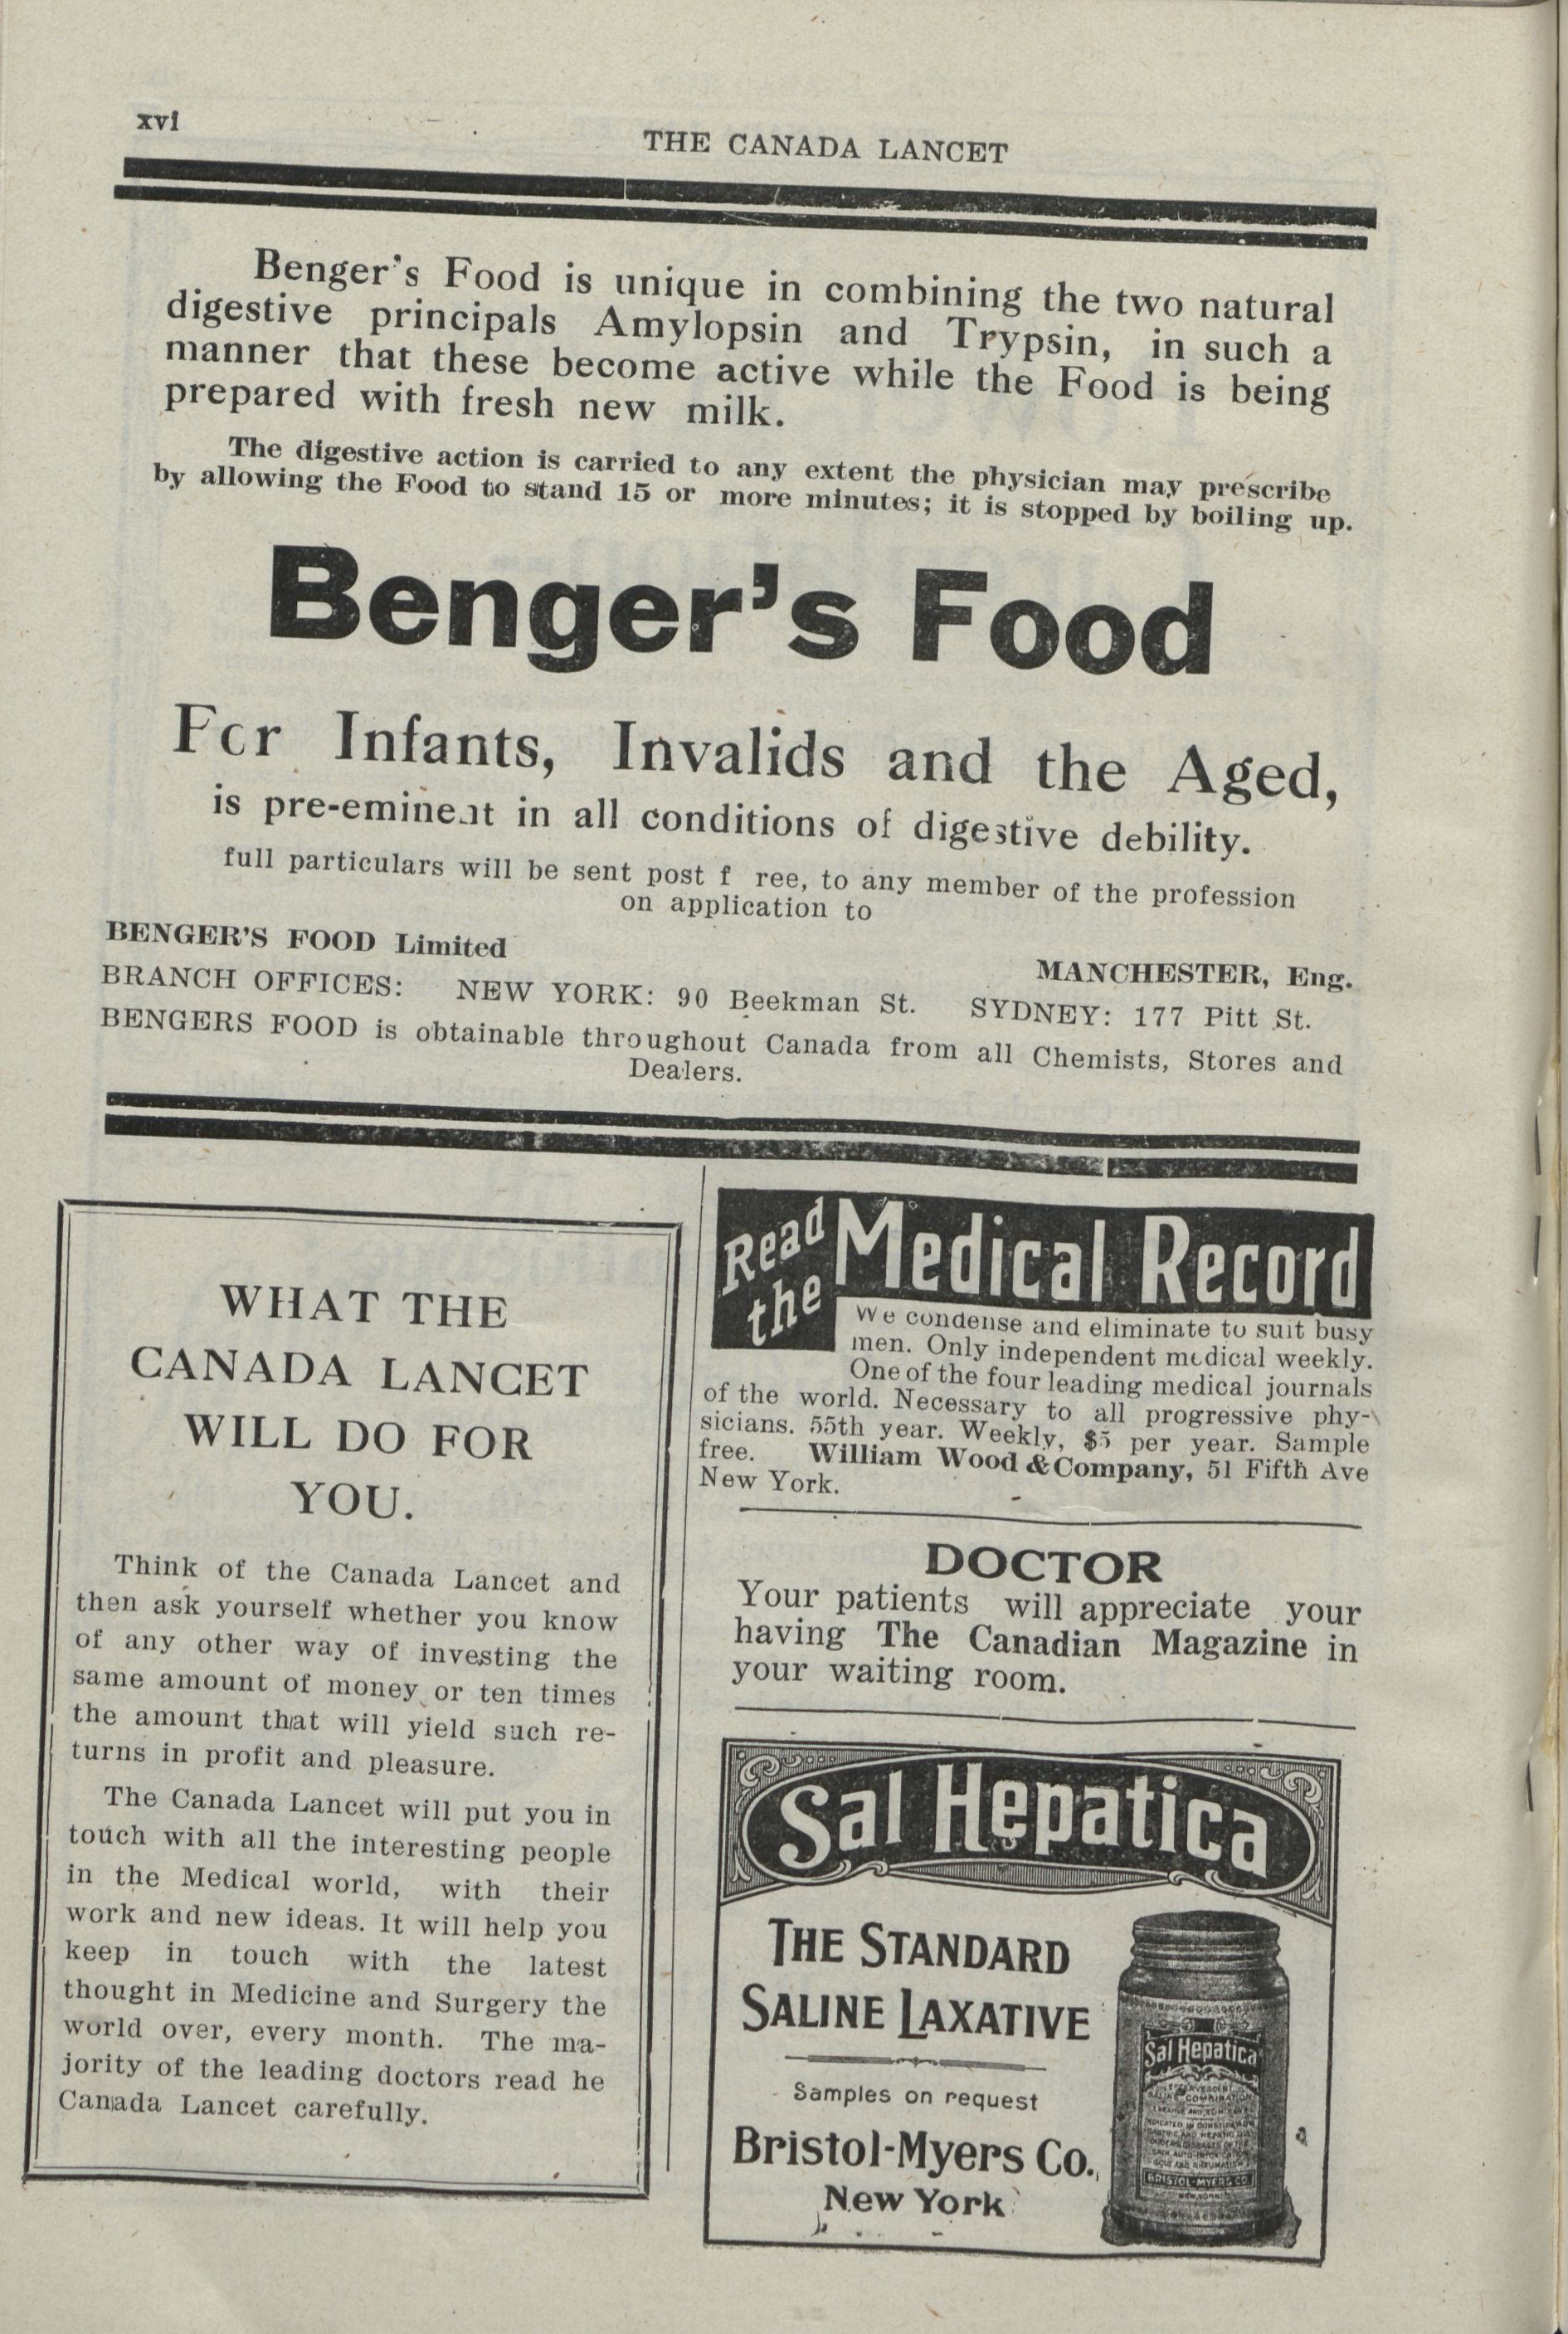 xvi
THE CANADA LANCET
Benger's Food is unique in combining the two natural
digestive principals Amylopsin and Trypsin, in such a
manner that these become active while the Food is being
prepared with fresh new milk.
The digestive action is carried to any extent the physician may prescribe
by allowing the Food to stand 15 or more minutes; it is stopped by boiling up.
Benger's Food
For Infants, Invalids and the Aged,
is pre-eminent in all conditions of digestive debility.
full particulars will be sent post f ree, to any member of the profession
on application to
BENGER'S FOOD Limited
MANCHESTER, Eng.
BRANCH OFFICES: NEW YORK: 90 Beekman St. SYDNEY: 177 Pitt St.
BENGERS FOOD is obtainable throughout Canada from all Chemists, Stores and
Dealers.
WHAT THE
CANADA LANCET
WILL DO FOR
YOU.
Think of the Canada Lancet and
then ask yourself whether you know
of any other way of investing the
same amount of money or ten times
the amount that will yield such re-
turns in profit and pleasure.
The Canada Lancet will put you in
touch with all the interesting people
in the Medical world, with their
work and new ideas. It will help you
keep in touch with the latest
thought in Medicine and Surgery the
world over, every month. The ma-
jority of the leading doctors read he
Canada Lancet carefully.
Read the Medical Record
We condense and eliminate to suit busy
men. Only independent medical weekly.
One of the four leading medical journals
of the world. Necessary to all progressive phy-
sicians. 55th year. Weekly, $5 per year. Sample
free. William Wood & Company, 51 Fifth Ave
New York.
DOCTOR
Your patients will appreciate your
having The Canadian Magazine in
your waiting room.
Sal Hepatica
THE STANDARD
SALINE LAXATIVE
Samples on request
Bristol-Myers Co.,
New York
Sal Hepatica
EFFERVESCENT
SALINE COMBINATION
BRISTOL-MYERS CO.
NEW YORK